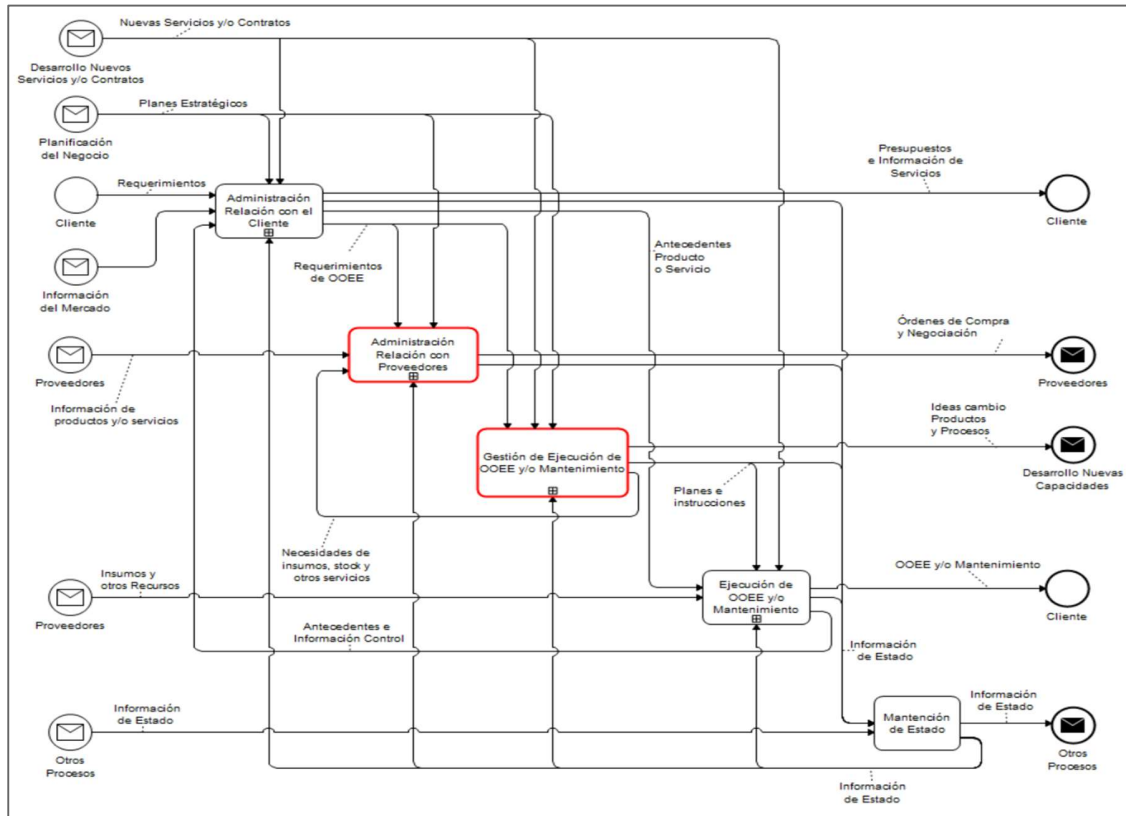 Nuevas Servicios y/o Contratos
Desarrollo Nuevos
Servicios y/o Contratos
Planes Estratégicos
Planificación
del Negocio
Presupuestos
e Información de
Servicios
Requerimientos
Administración
Relación con el
Cliente
Cliente
Cliente
Antecedentes
Producto
o Servicio
Requerimientos
de OOEE
Información
del Mercado
Órdenes de Compra
y Negociación
Administración
Relación con
Proveedores
Proveedores
Proveedores
Información de
productos y/o servicios
Ideas cambio
Productos
y Procesos
Gestión de Ejecución de
OOEE y/o Mantenimiento
Desarrollo Nuevas
Capacidades
Planes e
instrucciones
Necesidades de
insumos, stock y
otros servicios
Insumos y
otros Recursos
OOEE y/o Mantenimiento
Ejecución de
OOEE y/o
Mantenimiento
Proveedores
Cliente
Antecedentes e
Información Control
Información
de Estado
Información
de Estado
Información
de Estado
Mantención
de Estado
Otros
Procesos
Otros
Procesos
Información
de Estado